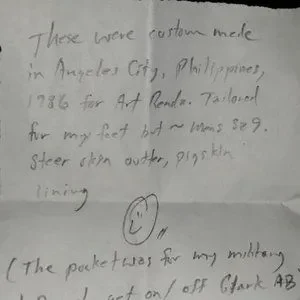 These were custom made
in Angeles City, Philippines,
1986 for Art Renda. Tailored
for my feet but ~ mens sz 9.
Steer skin outter, pigskin
lining
(The pocket was for my military
get on/off Clark AB